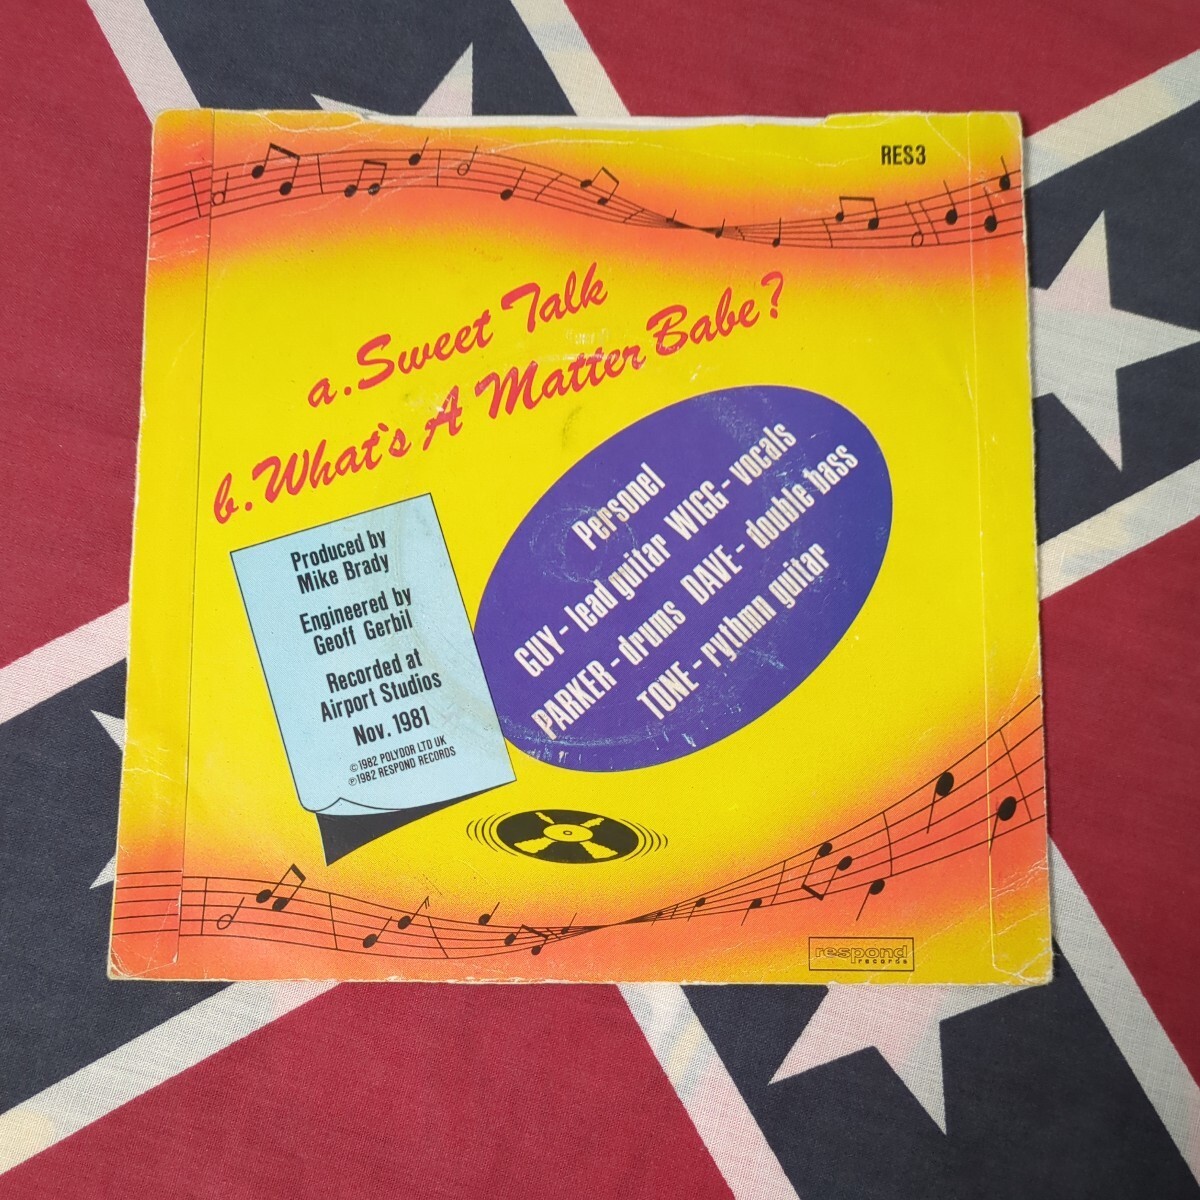 RES3
a. Sweet Talk
b. What's A Matter Babe?
Produced by
Mike Brady
Engineered by
Geoff Gerbil
Recorded at
Airport Studios
Nov. 1981
©1982 POLYDOR LTD UK
℗1982 RESPOND RECORDS
Personel
GUY - lead guitar WIGG - vocals
PARKER - drums DAVE - double bass
TONE - rythmn guitar
respond
records